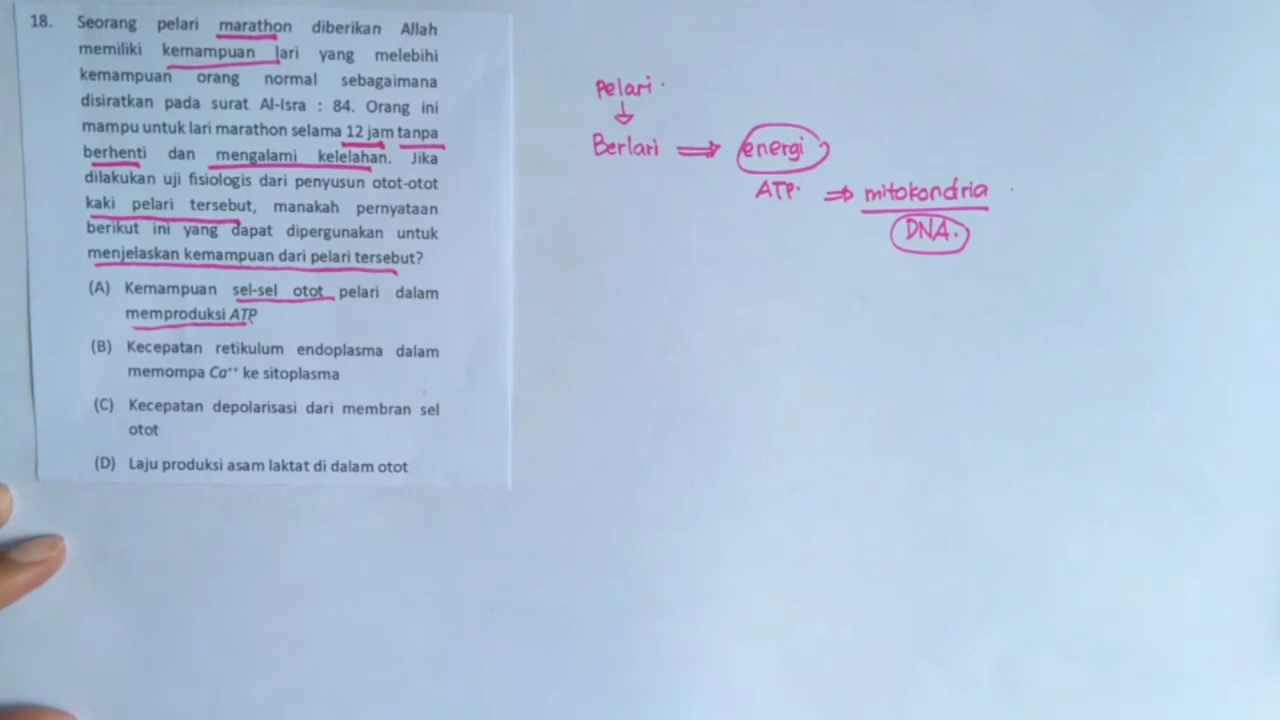 18. Seorang pelari marathon diberikan Allah
memiliki kemampuan lari yang melebihi
kemampuan orang normal sebagaimana
disiratkan pada surat Al-Isra : 84. Orang ini
mampu untuk lari marathon selama 12 jam tanpa
berhenti dan mengalami kelelahan. Jika
dilakukan uji fisiologis dari penyusun otot-otot
kaki pelari tersebut, manakah pernyataan
berikut ini yang dapat dipergunakan untuk
menjelaskan kemampuan dari pelari tersebut?
(A) Kemampuan sel-sel otot pelari dalam
memproduksi ATP
(B) Kecepatan retikulum endoplasma dalam
memompa Ca⁺⁺ ke sitoplasma
(C) Kecepatan depolarisasi dari membran sel
otot
(D) Laju produksi asam laktat di dalam otot
Pelari.
↓
Berlari ⇒ energi
ATP. ⇒ mitokondria
DNA.